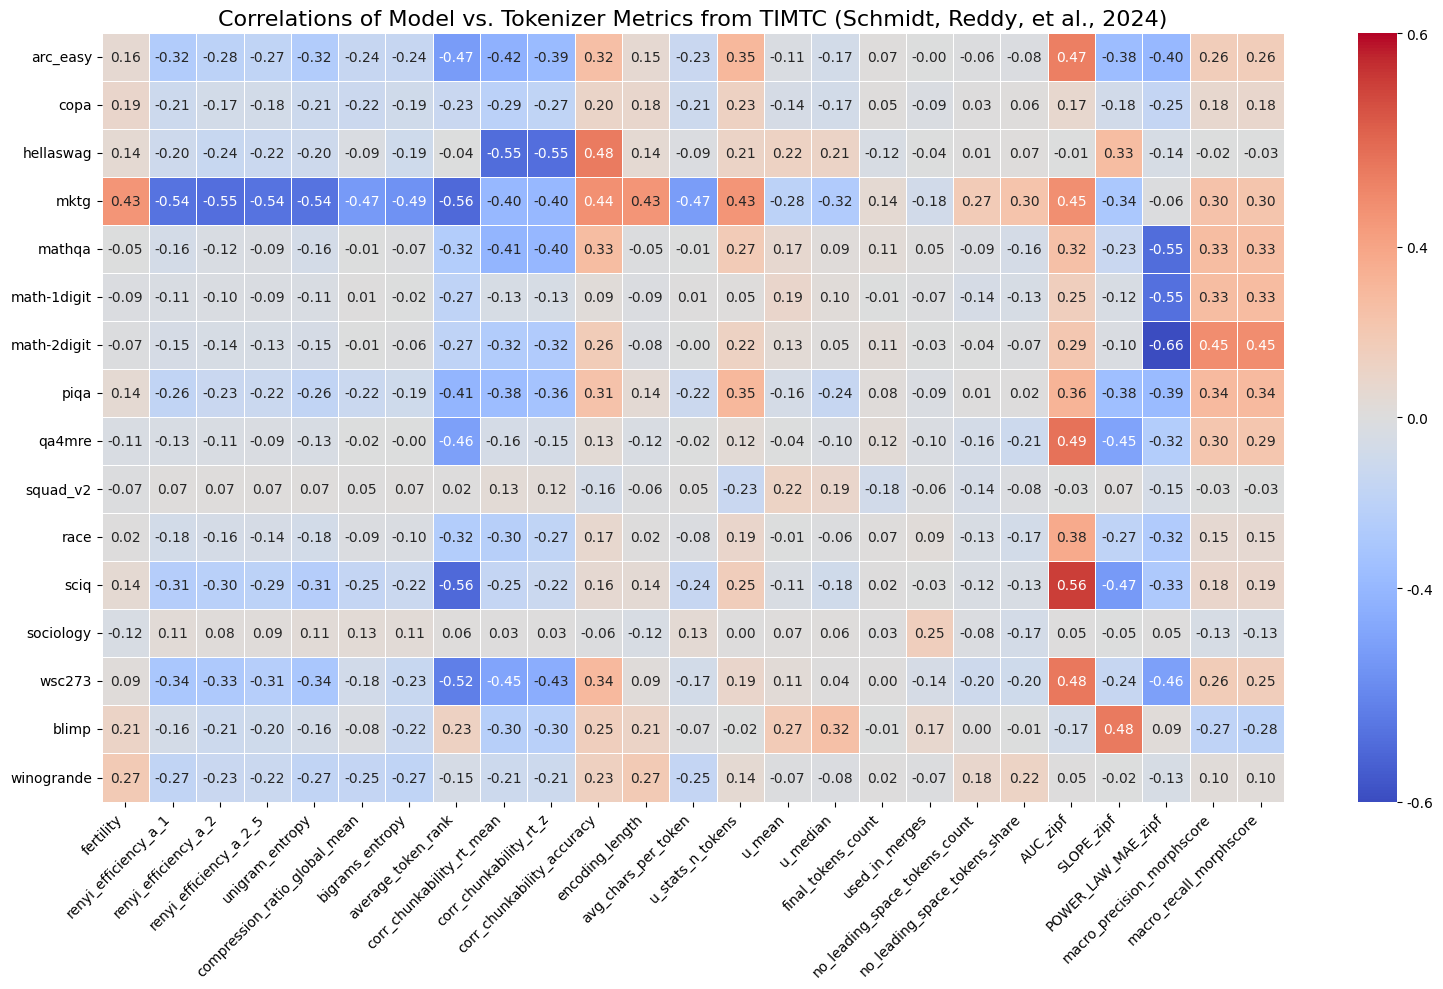 Correlations of Model vs. Tokenizer Metrics from TIMTC (Schmidt, Reddy, et al., 2024)
arc_easy 0.16 -0.32 -0.28 -0.27 -0.32 -0.24 -0.24 -0.47 -0.42 -0.39 0.32 0.15 -0.23 0.35 -0.11 -0.17 0.07 -0.00 -0.06 -0.08 0.47 -0.38 -0.40 0.26 0.26
copa 0.19 -0.21 -0.17 -0.18 -0.21 -0.22 -0.19 -0.23 -0.29 -0.27 0.20 0.18 -0.21 0.23 -0.14 -0.17 0.05 -0.09 0.03 0.06 0.17 -0.18 -0.25 0.18 0.18
hellaswag 0.14 -0.20 -0.24 -0.22 -0.20 -0.09 -0.19 -0.04 -0.55 -0.55 0.48 0.14 -0.09 0.21 0.22 0.21 -0.12 -0.04 0.01 0.07 -0.01 0.33 -0.14 -0.02 -0.03
mktg 0.43 -0.54 -0.55 -0.54 -0.54 -0.47 -0.49 -0.56 -0.40 -0.40 0.44 0.43 -0.47 0.43 -0.28 -0.32 0.14 -0.18 0.27 0.30 0.45 -0.34 -0.06 0.30 0.30
mathqa -0.05 -0.16 -0.12 -0.09 -0.16 -0.01 -0.07 -0.32 -0.41 -0.40 0.33 -0.05 -0.01 0.27 0.17 0.09 0.11 0.05 -0.09 -0.16 0.32 -0.23 -0.55 0.33 0.33
math-1digit -0.09 -0.11 -0.10 -0.09 -0.11 0.01 -0.02 -0.27 -0.13 -0.13 0.09 -0.09 0.01 0.05 0.19 0.10 -0.01 -0.07 -0.14 -0.13 0.25 -0.12 -0.55 0.33 0.33
math-2digit -0.07 -0.15 -0.14 -0.13 -0.15 -0.01 -0.06 -0.27 -0.32 -0.32 0.26 -0.08 -0.00 0.22 0.13 0.05 0.11 -0.03 -0.04 -0.07 0.29 -0.10 -0.66 0.45 0.45
piqa 0.14 -0.26 -0.23 -0.22 -0.26 -0.22 -0.19 -0.41 -0.38 -0.36 0.31 0.14 -0.22 0.35 -0.16 -0.24 0.08 -0.09 0.01 0.02 0.36 -0.38 -0.39 0.34 0.34
qa4mre -0.11 -0.13 -0.11 -0.09 -0.13 -0.02 -0.00 -0.46 -0.16 -0.15 0.13 -0.12 -0.02 0.12 -0.04 -0.10 0.12 -0.10 -0.16 -0.21 0.49 -0.45 -0.32 0.30 0.29
squad_v2 -0.07 0.07 0.07 0.07 0.07 0.05 0.07 0.02 0.13 0.12 -0.16 -0.06 0.05 -0.23 0.22 0.19 -0.18 -0.06 -0.14 -0.08 -0.03 0.07 -0.15 -0.03 -0.03
race 0.02 -0.18 -0.16 -0.14 -0.18 -0.09 -0.10 -0.32 -0.30 -0.27 0.17 0.02 -0.08 0.19 -0.01 -0.06 0.07 0.09 -0.13 -0.17 0.38 -0.27 -0.32 0.15 0.15
sciq 0.14 -0.31 -0.30 -0.29 -0.31 -0.25 -0.22 -0.56 -0.25 -0.22 0.16 0.14 -0.24 0.25 -0.11 -0.18 0.02 -0.03 -0.12 -0.13 0.56 -0.47 -0.33 0.18 0.19
sociology -0.12 0.11 0.08 0.09 0.11 0.13 0.11 0.06 0.03 0.03 -0.06 -0.12 0.13 0.00 0.07 0.06 0.03 0.25 -0.08 -0.17 0.05 -0.05 0.05 -0.13 -0.13
wsc273 0.09 -0.34 -0.33 -0.31 -0.34 -0.18 -0.23 -0.52 -0.45 -0.43 0.34 0.09 -0.17 0.19 0.11 0.04 0.00 -0.14 -0.20 -0.20 0.48 -0.24 -0.46 0.26 0.25
blimp 0.21 -0.16 -0.21 -0.20 -0.16 -0.08 -0.22 0.23 -0.30 -0.30 0.25 0.21 -0.07 -0.02 0.27 0.32 -0.01 0.17 0.00 -0.01 -0.17 0.48 0.09 -0.27 -0.28
winogrande 0.27 -0.27 -0.23 -0.22 -0.27 -0.25 -0.27 -0.15 -0.21 -0.21 0.23 0.27 -0.25 0.14 -0.07 -0.08 0.02 -0.07 0.18 0.22 0.05 -0.02 -0.13 0.10 0.10
fertility
renyi_efficiency_a_1
renyi_efficiency_a_2
renyi_efficiency_a_2_5
unigram_entropy
compression_ratio_global_mean
bigrams_entropy
average_token_rank
corr_chunkability_rt_mean
corr_chunkability_rt_z
corr_chunkability_accuracy
encoding_length
avg_chars_per_token
u_stats_n_tokens
u_mean
u_median
final_tokens_count
used_in_merges
no_leading_space_tokens_count
no_leading_space_tokens_share
AUC_zipf
SLOPE_zipf
POWER_LAW_MAE_zipf
macro_precision_morphscore
macro_recall_morphscore
0.6
0.4
0.0
-0.4
-0.6